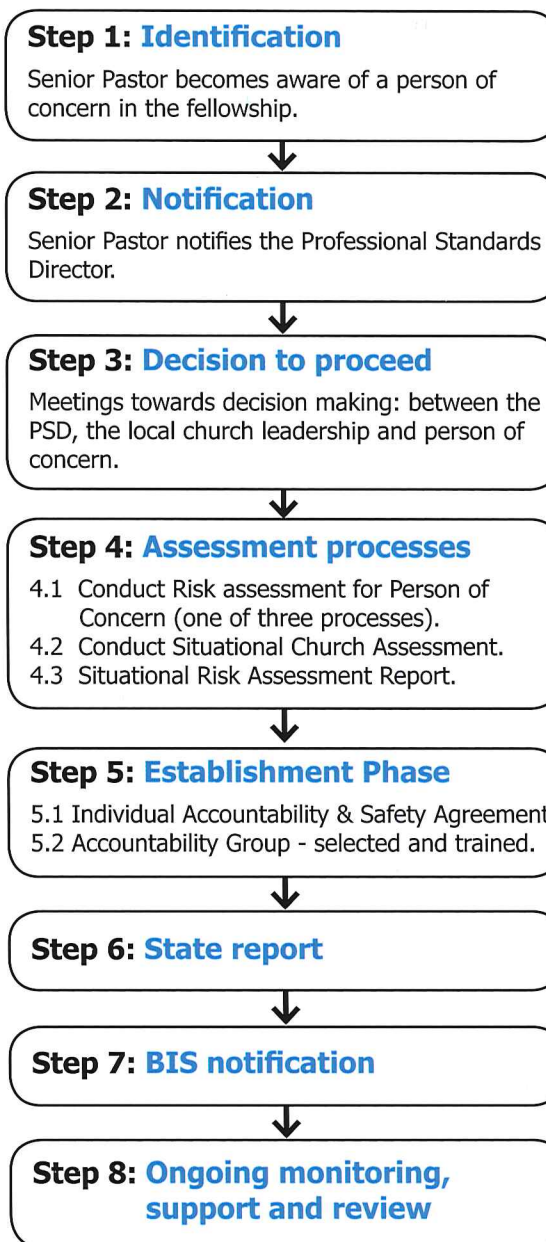 Step 1: Identification
Senior Pastor becomes aware of a person of
concern in the fellowship.
Step 2: Notification
Senior Pastor notifies the Professional Standards
Director.
Step 3: Decision to proceed
Meetings towards decision making: between the
PSD, the local church leadership and person of
concern.
Step 4: Assessment processes
4.1 Conduct Risk assessment for Person of
Concern (one of three processes).
4.2 Conduct Situational Church Assessment.
4.3 Situational Risk Assessment Report.
Step 5: Establishment Phase
5.1 Individual Accountability & Safety Agreement
5.2 Accountability Group - selected and trained.
Step 6: State report
Step 7: BIS notification
Step 8: Ongoing monitoring,
support and review